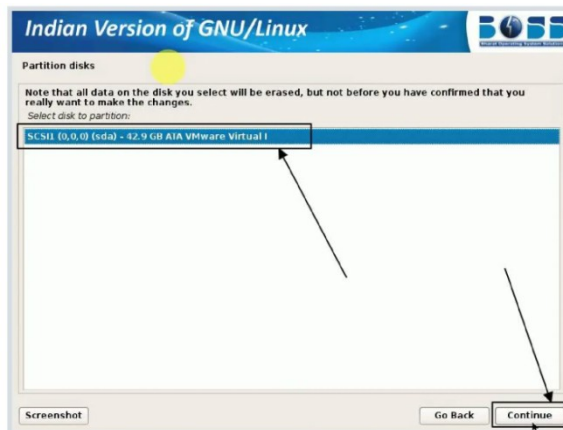 Indian Version of GNU/Linux
BOSS
Partition disks
Note that all data on the disk you select will be erased, but not before you have confirmed that you
really want to make the changes.
Select disk to partition:
SCSI1 (0,0,0) (sda) - 42.9 GB ATA VMware Virtual I
Screenshot
Go Back
Continue